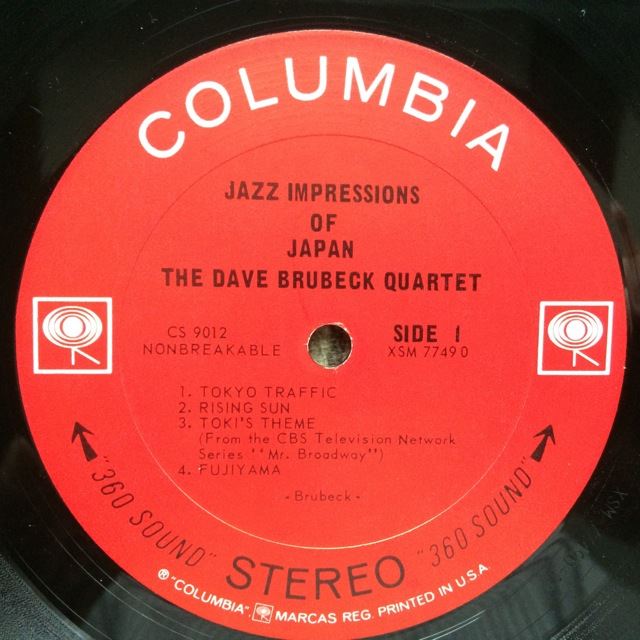 COLUMBIA
JAZZ IMPRESSIONS
OF
JAPAN
THE DAVE BRUBECK QUARTET
CS 9012
NONBREAKABLE
SIDE 1
XSM 77490
1. TOKYO TRAFFIC
2. RISING SUN
3. TOKI'S THEME
(From the CBS Television Network
Series "Mr. Broadway")
4. FUJIYAMA
- Brubeck -
"360 SOUND"
STEREO
"360 SOUND"
® "COLUMBIA", MARCAS REG. PRINTED IN U.S.A.
XSM